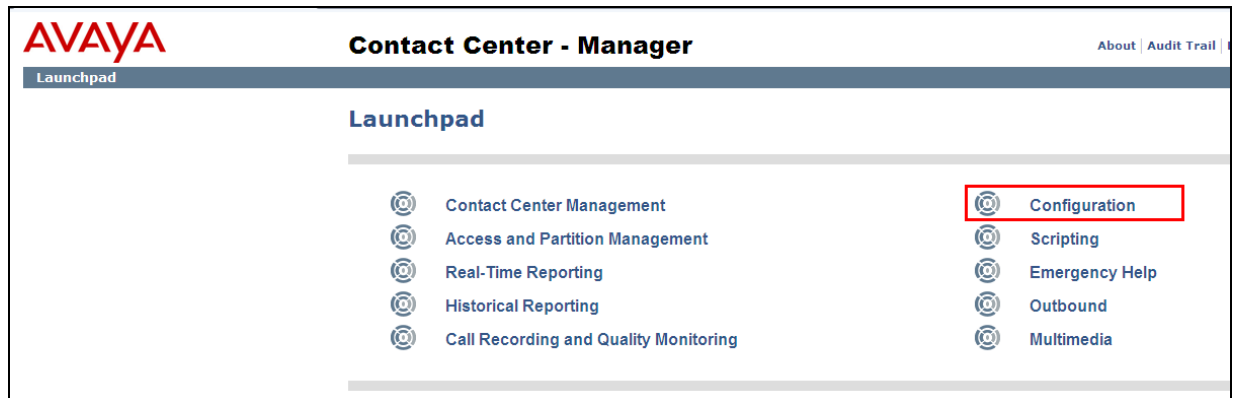 AVAYA
Contact Center - Manager
About | Audit Trail |
Launchpad
Launchpad
Contact Center Management
Configuration
Access and Partition Management
Scripting
Real-Time Reporting
Emergency Help
Historical Reporting
Outbound
Call Recording and Quality Monitoring
Multimedia